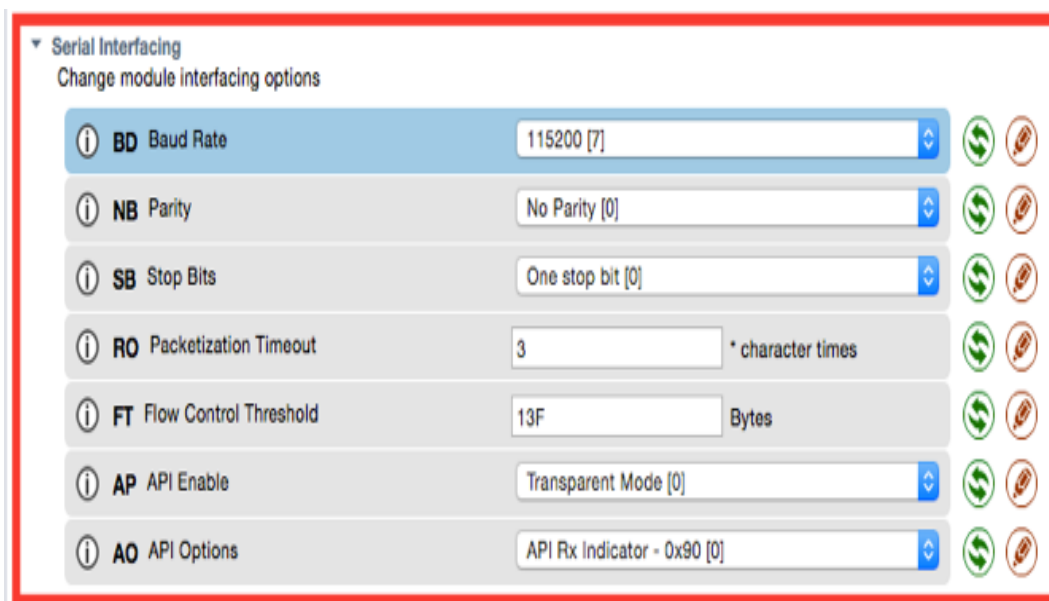 Serial Interfacing
Change module interfacing options
BD Baud Rate 115200 [7]
NB Parity No Parity [0]
SB Stop Bits One stop bit [0]
RO Packetization Timeout 3 * character times
FT Flow Control Threshold 13F Bytes
AP API Enable Transparent Mode [0]
AO API Options API Rx Indicator - 0x90 [0]